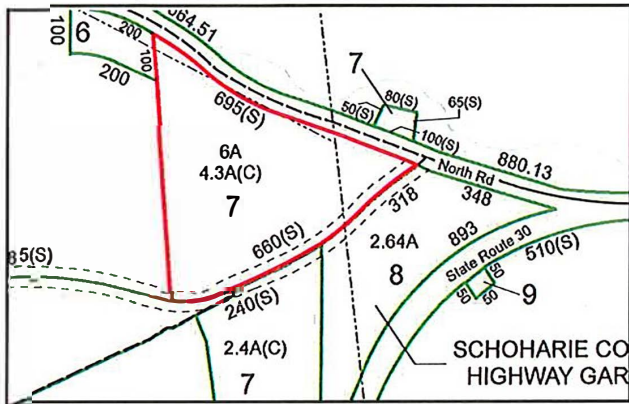 664.51
100
6
200
200
100
695(S)
7
80(S)
65(S)
50(S)
100(S)
880.13
North Rd
6A
4.3A(C)
7
318
348
660(S)
2.64A
893
State Route 30
510(S)
85(S)
8
50
50
50
9
240(S)
2.4A(C)
7
SCHOHARIE CO
HIGHWAY GAR